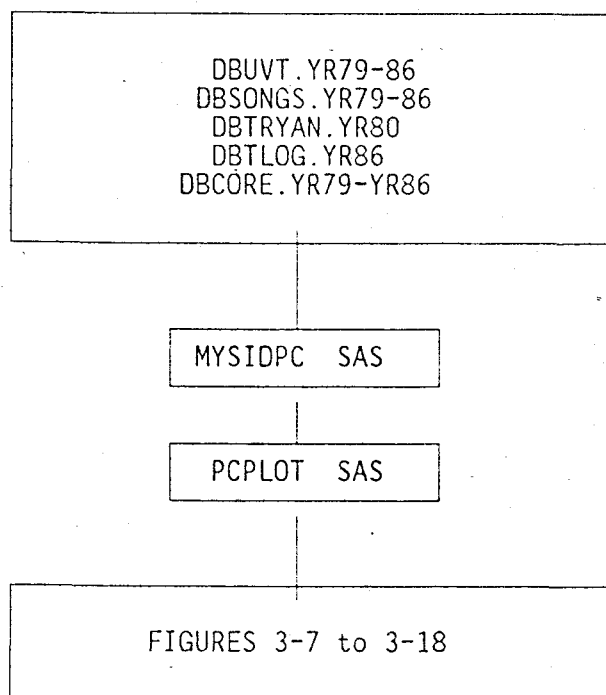 DBUVT.YR79-86
DBSONGS.YR79-86
DBTRYAN.YR80
DBTLOG.YR86
DBCORE.YR79-YR86
MYSIDPC SAS
PCPLOT SAS
FIGURES 3-7 to 3-18